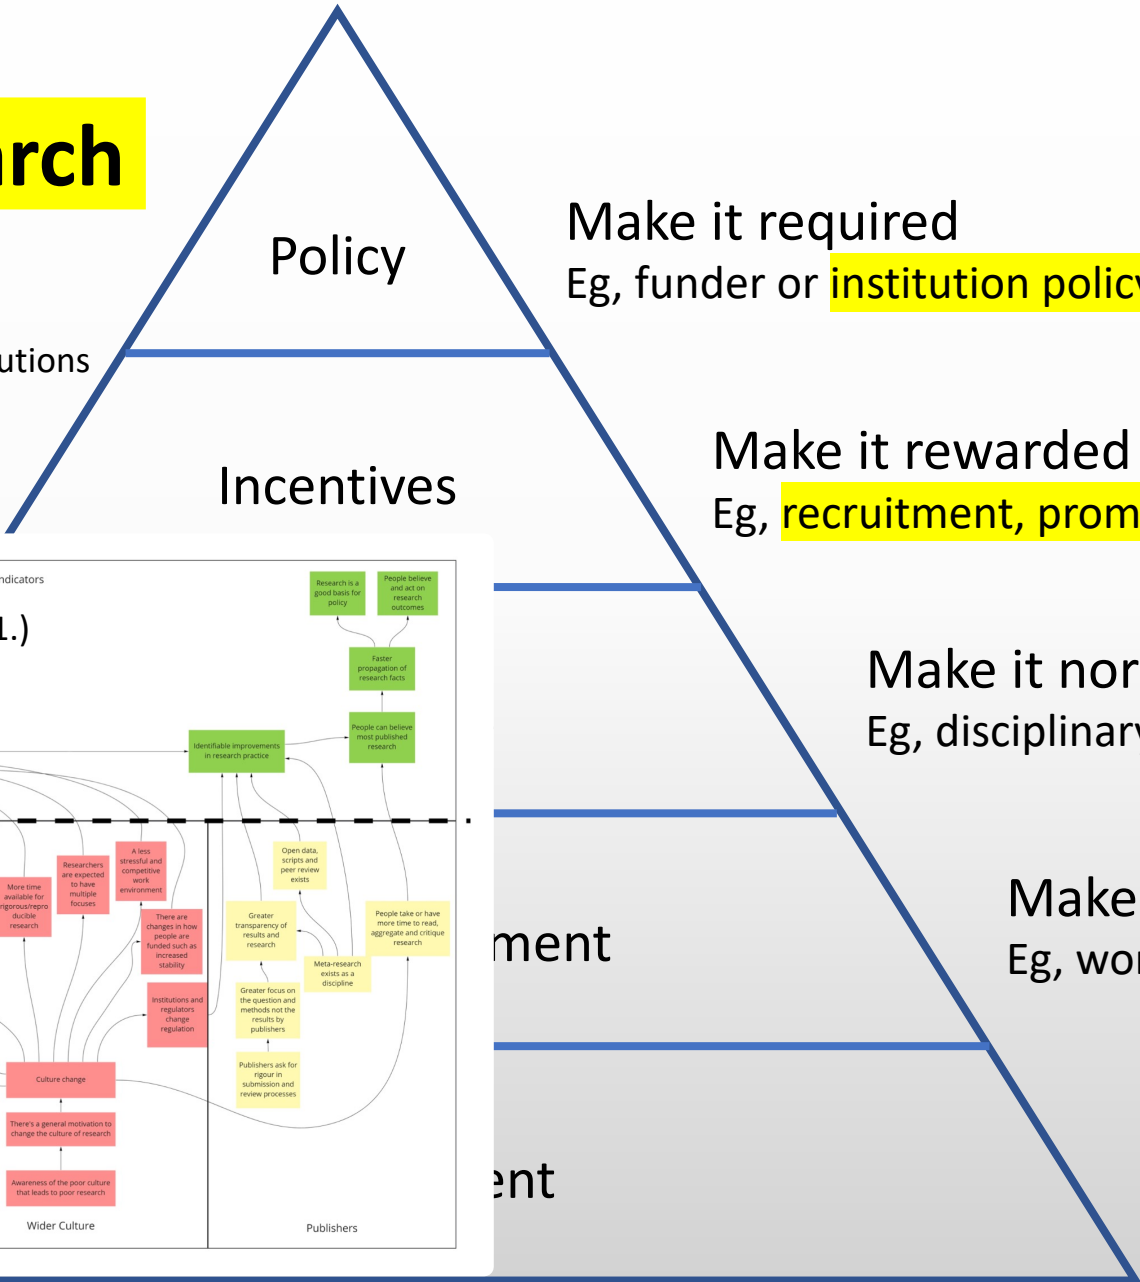 arch
Policy
Make it required
Eg, funder or institution policy
utions
Incentives
Make it rewarded
Eg, recruitment, prom
ndicators
1.)
Research is a
good basis for
policy
People believe
and act on
research
outcomes
Faster
propagation of
research facts
People can believe
most published
research
Identifiable improvements
in research practice
Make it nor
Eg, disciplinary
More time
available for
rigorous/repro
ducible
research
Researchers
are expected
to have
multiple
focuses
A less
stressful and
competitive
work
environment
There are
changes in how
people are
funded such as
increased
stability
Institutions and
regulators
change
regulation
Open data,
scripts and
peer review
exists
Greater
transparency of
results and
research
People take or have
more time to read,
aggregate and critique
research
Meta-research
exists as a
discipline
Greater focus on
the question and
methods not the
results by
publishers
Publishers ask for
rigour in
submission and
review processes
Make
Eg, wor
ment
Culture change
There's a general motivation to
change the culture of research
Awareness of the poor culture
that leads to poor research
Wider Culture
Publishers
ent